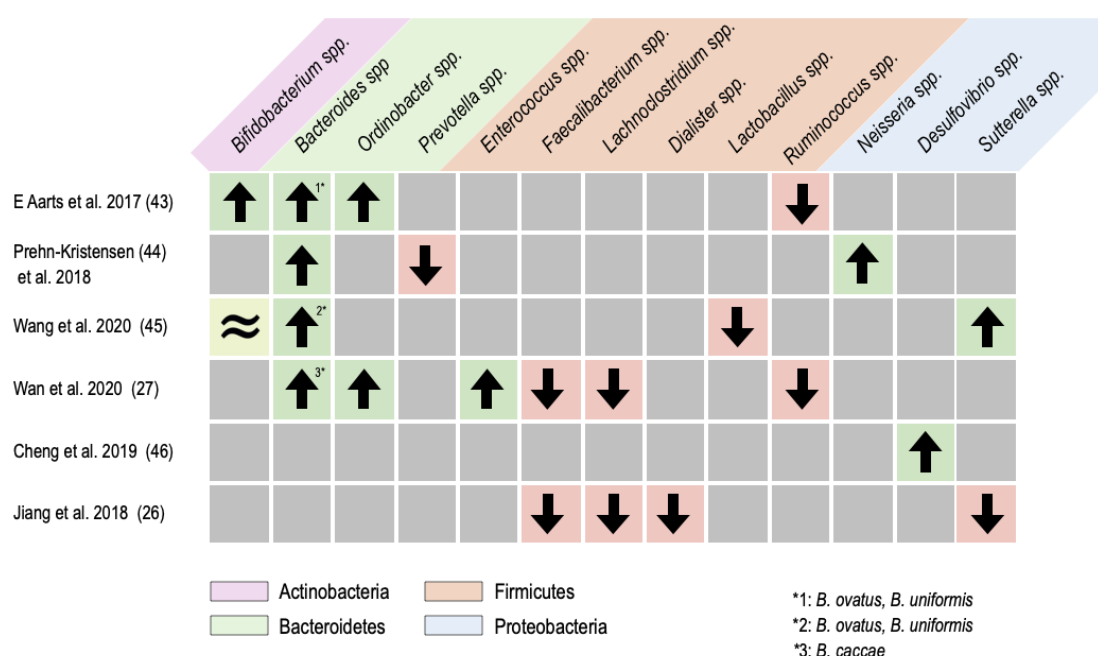 Bifidobacterium spp.
Bacteroides spp
Ordinobacter spp.
Prevotella spp.
Enterococcus spp.
Faecalibacterium spp.
Lachnoclostridium spp.
Dialister spp.
Lactobacillus spp.
Ruminococcus spp.
Neisseria spp.
Desulfovibrio spp.
Sutterella spp.
E Aarts et al. 2017 (43)
1*
Prehn-Kristensen (44)
et al. 2018
Wang et al. 2020 (45)
≈
2*
Wan et al. 2020 (27)
3*
Cheng et al. 2019 (46)
Jiang et al. 2018 (26)
Actinobacteria
Firmicutes
Bacteroidetes
Proteobacteria
*1: B. ovatus, B. uniformis
*2: B. ovatus, B. uniformis
*3: B. caccae